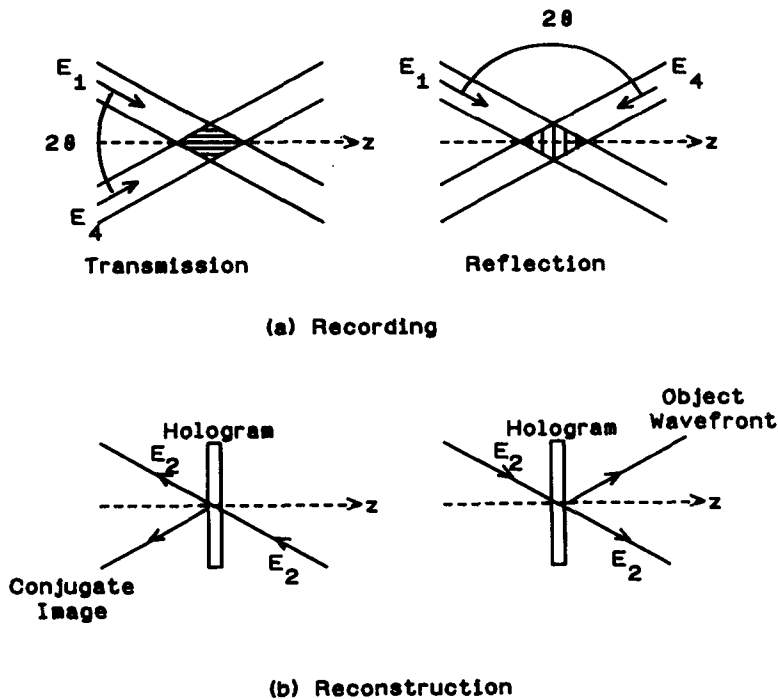 2θ
E1
z
2θ
E4
Transmission
E1
E4
z
Reflection
(a) Recording
Hologram
E2
z
E2
Conjugate
Image
Object
Wavefront
Hologram
E2
z
E2
(b) Reconstruction